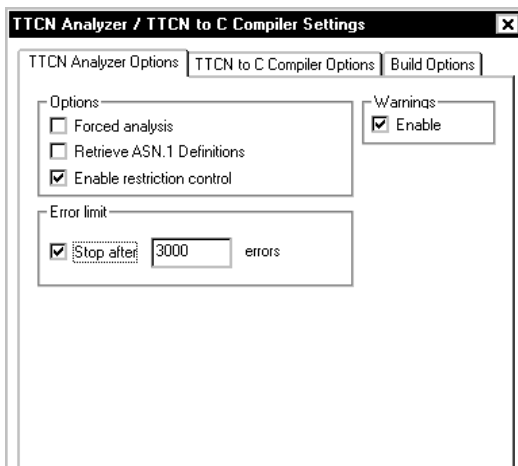 TTCN Analyzer / TTCN to C Compiler Settings
TTCN Analyzer Options TTCN to C Compiler Options Build Options
Options
Forced analysis
Retrieve ASN.1 Definitions
Enable restriction control
Warnings
Enable
Error limit
Stop after 3000 errors